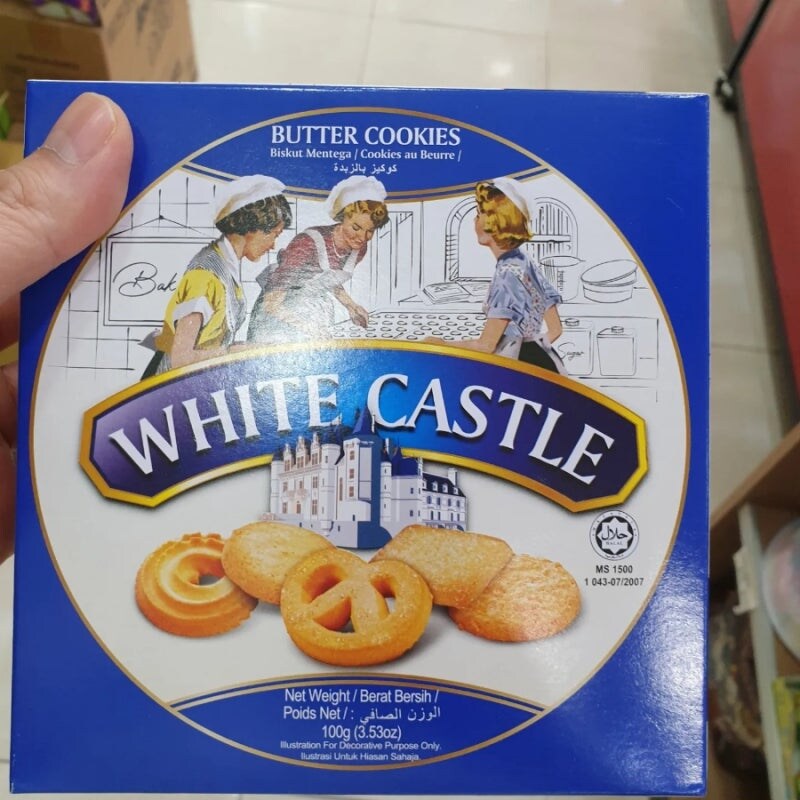 BUTTER COOKIES
Biskut Mentega / Cookies au Beurre /
كوكيز بالزبدة
Bak
WHITE CASTLE
Sugar
حلال
HALAL
MS 1500
1 043-07/2007
Net Weight / Berat Bersih /
Poids Net / : الوزن الصافي
100g (3.53oz)
Illustration For Decorative Purpose Only.
Ilustrasi Untuk Hiasan Sahaja.